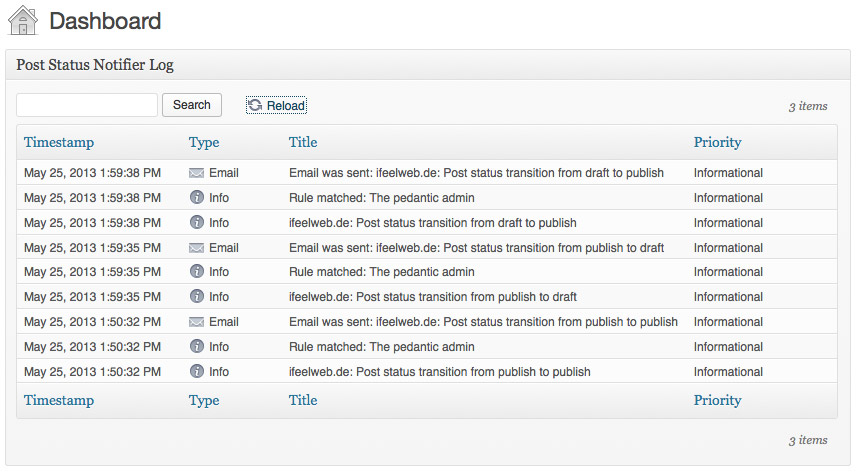 Dashboard
Post Status Notifier Log
Search Reload 3 items
Timestamp Type Title Priority
May 25, 2013 1:59:38 PM Email Email was sent: ifeelweb.de: Post status transition from draft to publish Informational
May 25, 2013 1:59:38 PM Info Rule matched: The pedantic admin Informational
May 25, 2013 1:59:38 PM Info ifeelweb.de: Post status transition from draft to publish Informational
May 25, 2013 1:59:35 PM Email Email was sent: ifeelweb.de: Post status transition from publish to draft Informational
May 25, 2013 1:59:35 PM Info Rule matched: The pedantic admin Informational
May 25, 2013 1:59:35 PM Info ifeelweb.de: Post status transition from publish to draft Informational
May 25, 2013 1:50:32 PM Email Email was sent: ifeelweb.de: Post status transition from publish to publish Informational
May 25, 2013 1:50:32 PM Info Rule matched: The pedantic admin Informational
May 25, 2013 1:50:32 PM Info ifeelweb.de: Post status transition from publish to publish Informational
Timestamp Type Title Priority
3 items